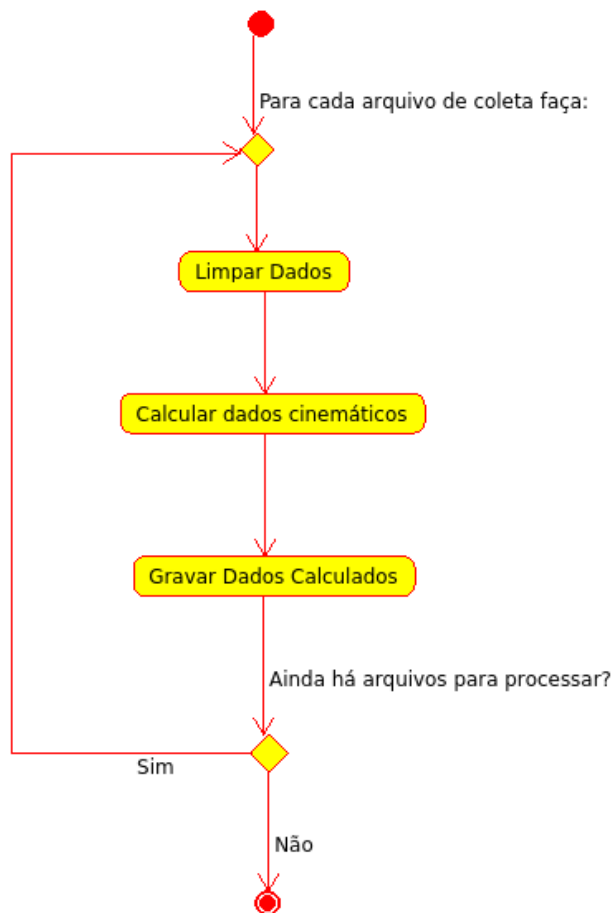 Para cada arquivo de coleta faça:
Limpar Dados
Calcular dados cinemáticos
Gravar Dados Calculados
Ainda há arquivos para processar?
Sim
Não